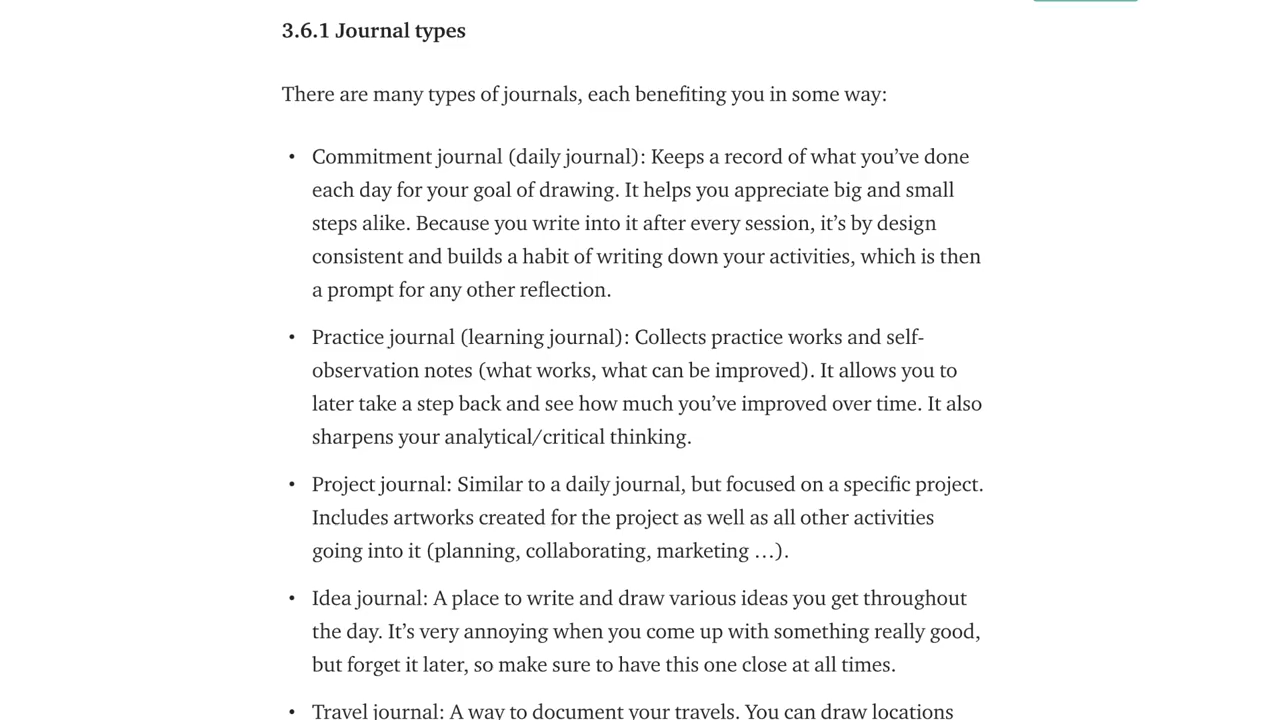 3.6.1 Journal types
There are many types of journals, each benefiting you in some way:
• Commitment journal (daily journal): Keeps a record of what you’ve done
each day for your goal of drawing. It helps you appreciate big and small
steps alike. Because you write into it after every session, it’s by design
consistent and builds a habit of writing down your activities, which is then
a prompt for any other reflection.
• Practice journal (learning journal): Collects practice works and self-
observation notes (what works, what can be improved). It allows you to
later take a step back and see how much you’ve improved over time. It also
sharpens your analytical/critical thinking.
• Project journal: Similar to a daily journal, but focused on a specific project.
Includes artworks created for the project as well as all other activities
going into it (planning, collaborating, marketing …).
• Idea journal: A place to write and draw various ideas you get throughout
the day. It’s very annoying when you come up with something really good,
but forget it later, so make sure to have this one close at all times.
• Travel journal: A way to document your travels. You can draw locations